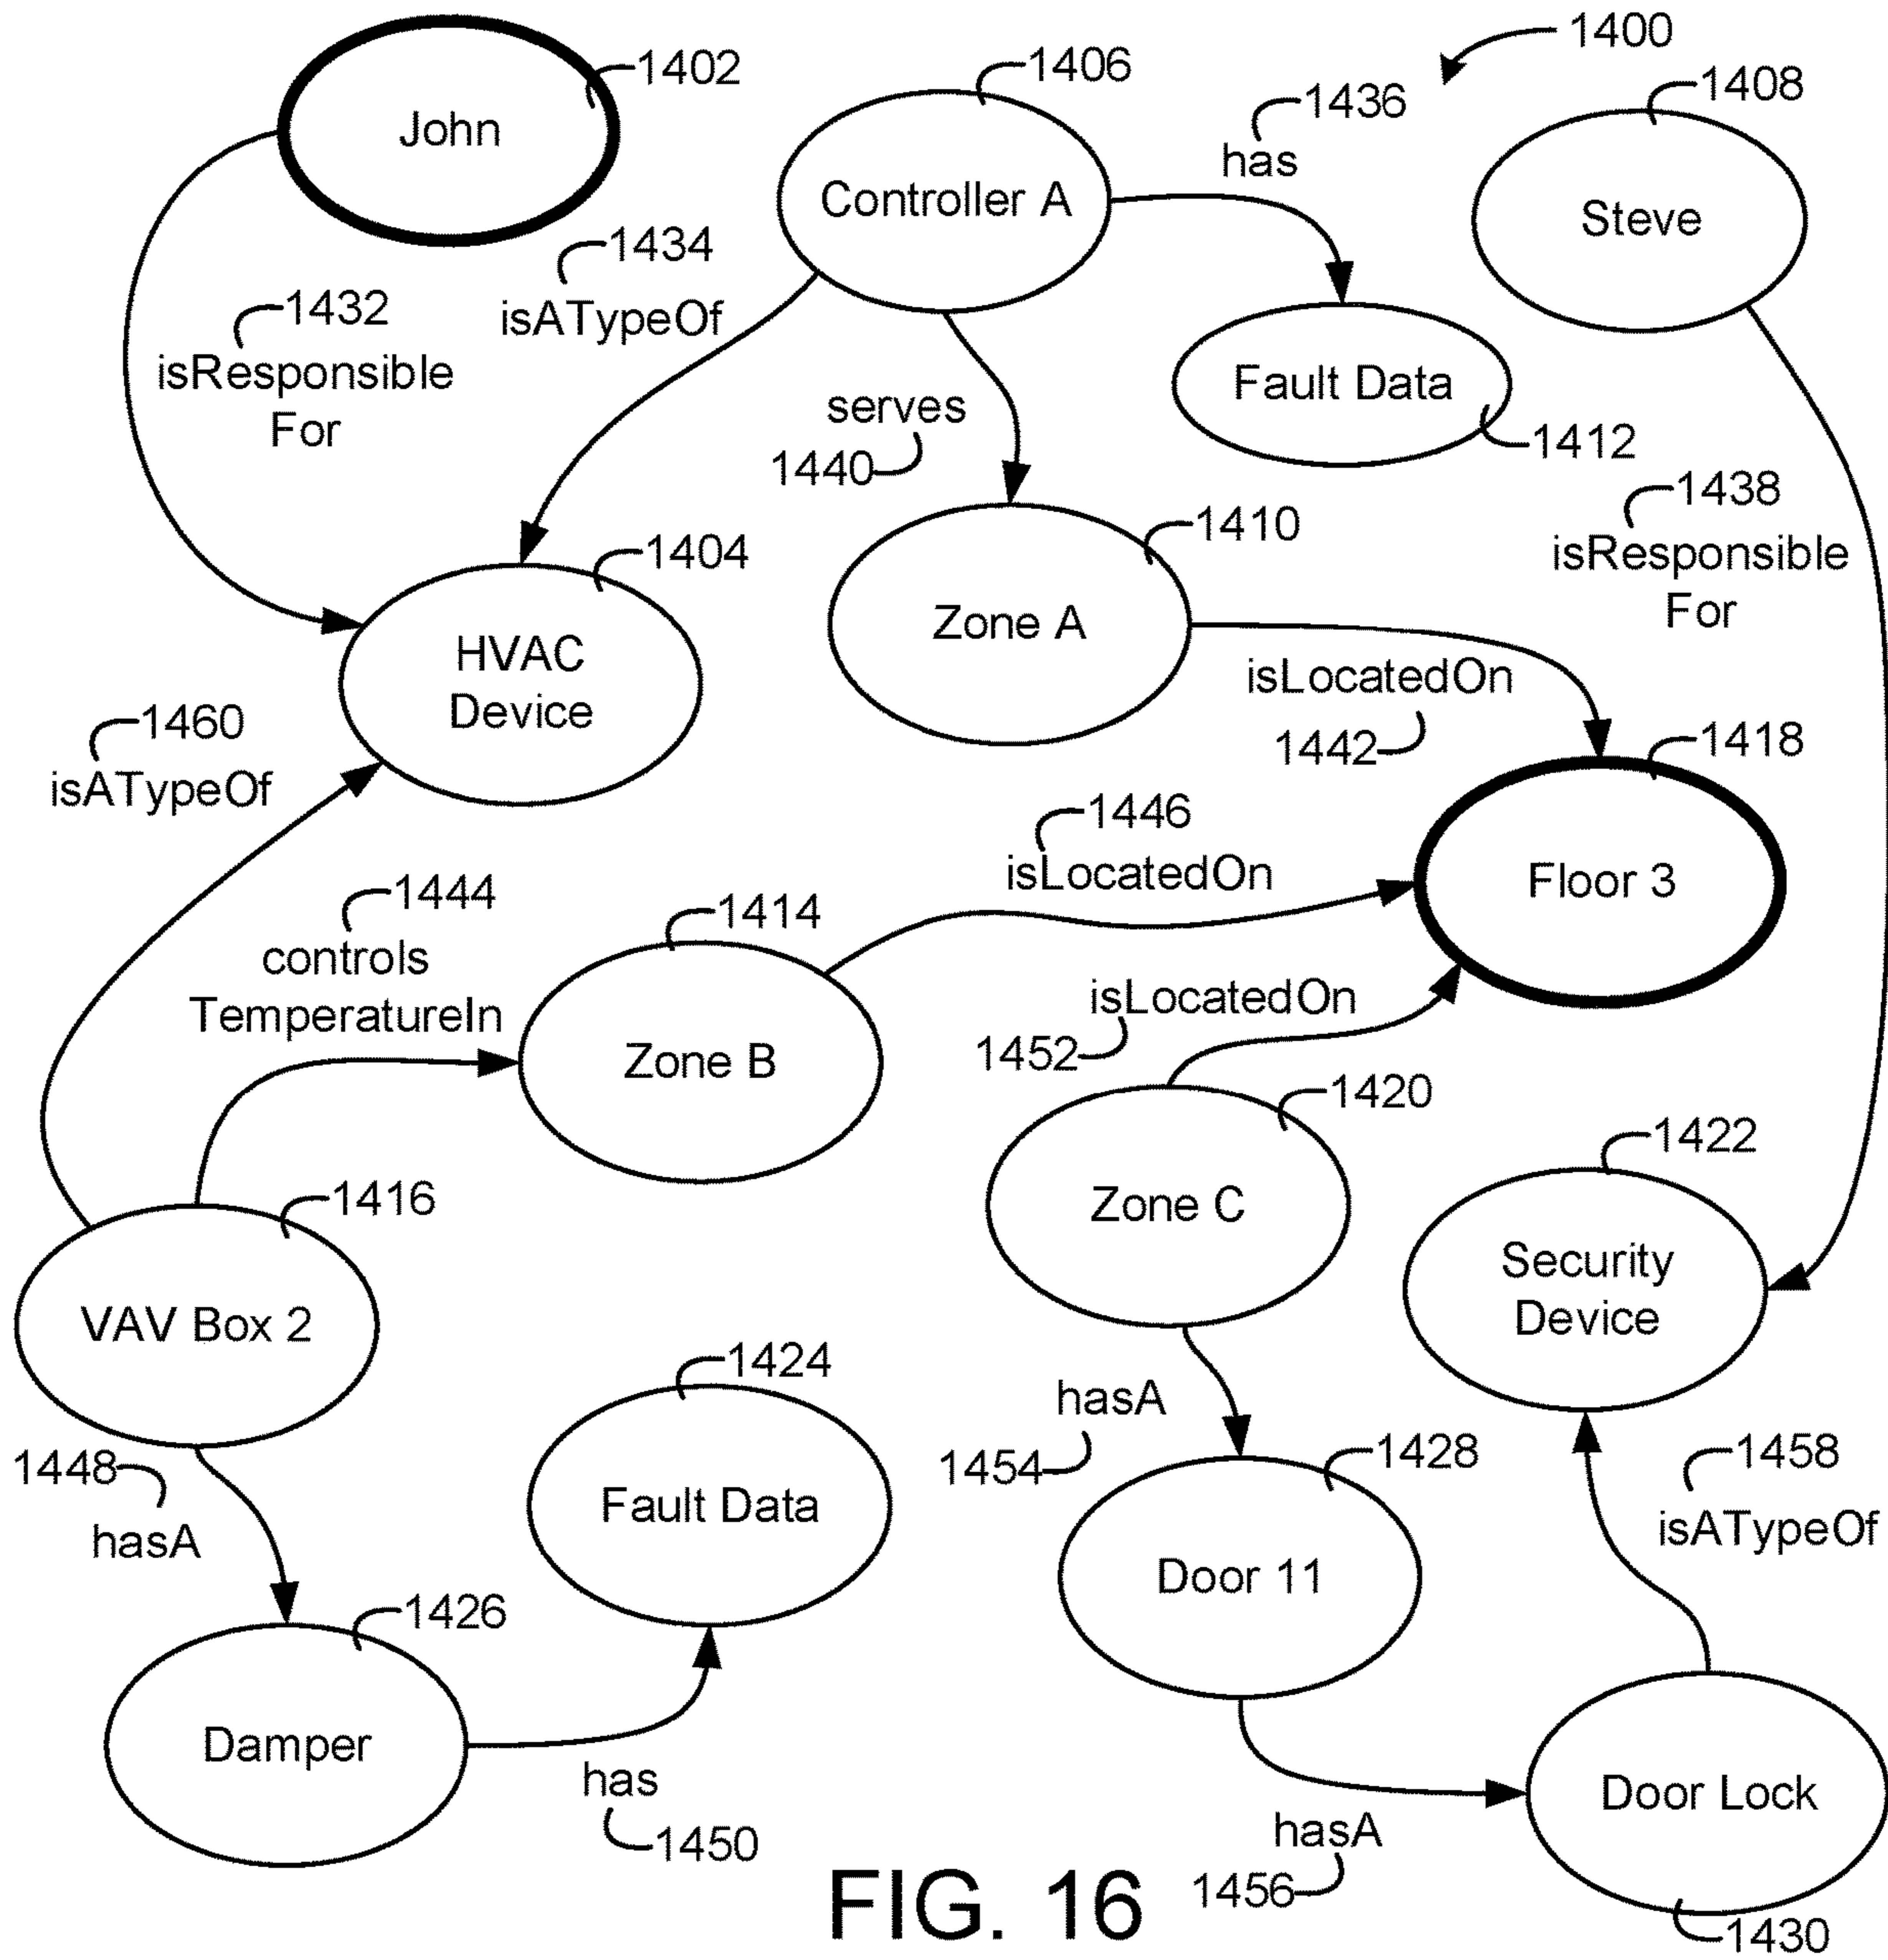 1400
1402
1406
1436
1408
John
has
Controller A
Steve
1434
isATypeOf
1432
isResponsible
For
Fault Data
serves
1440
1412
1438
isResponsible
For
1410
1404
Zone A
HVAC
Device
isLocatedOn
1442
1460
isATypeOf
1418
1446
isLocatedOn
Floor 3
1444
controls
TemperatureIn
1414
isLocatedOn
1452
Zone B
1420
1422
1416
Zone C
Security
Device
VAV Box 2
1424
hasA
1454
1428
1458
isATypeOf
1448
hasA
Fault Data
Door 11
1426
Damper
has
1450
Door Lock
hasA
1456
1430
FIG. 16